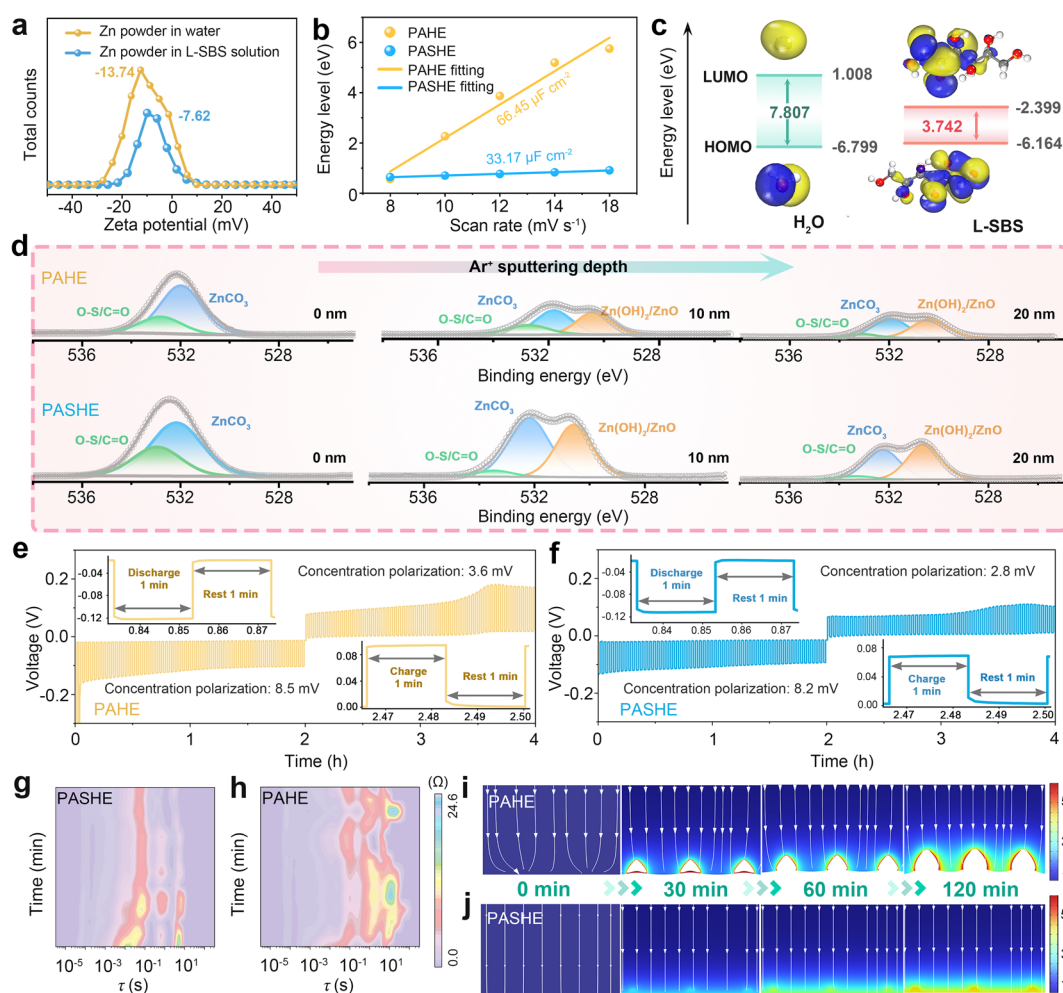 a
Zn powder in water
Zn powder in L-SBS solution
-13.74
-7.62
Total counts
-40
-20
0
20
40
Zeta potential (mV)
b
PAHE
PASHE
PAHE fitting
PASHE fitting
66.45 µF cm-2
33.17 µF cm-2
Energy level (eV)
6
4
2
0
8
10
12
14
16
18
Scan rate (mV s-1)
c
Energy level (eV)
LUMO
1.008
7.807
HOMO
-6.799
H2O
-2.399
3.742
-6.164
L-SBS
d
Ar+ sputtering depth
PAHE
ZnCO3
O-S/C=O
0 nm
ZnCO3
O-S/C=O
Zn(OH)2/ZnO
10 nm
ZnCO3
O-S/C=O
Zn(OH)2/ZnO
20 nm
536 532 528
536 532 528
536 532 528
Binding energy (eV)
PASHE
ZnCO3
O-S/C=O
0 nm
ZnCO3
O-S/C=O
Zn(OH)2/ZnO
10 nm
ZnCO3
O-S/C=O
Zn(OH)2/ZnO
20 nm
536 532 528
536 532 528
536 532 528
Binding energy (eV)
e
-0.04
-0.08
-0.12
Discharge
1 min
Rest 1 min
0.84 0.85 0.86 0.87
Concentration polarization: 3.6 mV
0.2
0.0
-0.2
Voltage (V)
0.08
0.04
0.00
Charge
1 min
Rest 1 min
2.47 2.48 2.49 2.50
Concentration polarization: 8.5 mV
PAHE
0 1 2 3 4
Time (h)
f
-0.04
-0.08
-0.12
Discharge
1 min
Rest 1 min
0.84 0.85 0.86 0.87
Concentration polarization: 2.8 mV
0.2
0.0
-0.2
Voltage (V)
0.08
0.04
0.00
Charge
1 min
Rest 1 min
2.47 2.48 2.49 2.50
Concentration polarization: 8.2 mV
PASHE
0 1 2 3 4
Time (h)
g
PASHE
Time (min)
10-5 10-3 10-1 101
τ (s)
h
PAHE
Time (min)
10-5 10-3 10-1 101
τ (s)
(Ω)
24.6
0.0
i
PAHE
0 min
30 min
60 min
120 min
j
PASHE